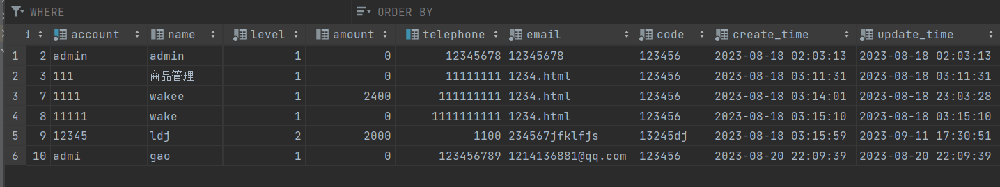 WHERE ORDER BY
d account name level amount telephone email code create_time update_time
1 2 admin admin 1 0 12345678 12345678 123456 2023-08-18 02:03:13 2023-08-18 02:03:13
2 3 111 商品管理 1 0 11111111 1234.html 123456 2023-08-18 03:11:31 2023-08-18 03:11:31
3 7 1111 wakee 1 2400 111111111 1234.html 123456 2023-08-18 03:14:01 2023-08-18 23:03:28
4 8 11111 wake 1 0 1111111111 1234.html 123456 2023-08-18 03:15:10 2023-08-18 03:15:10
5 9 12345 ldj 2 2000 1100 234567jfklfjs 13245dj 2023-08-18 03:15:59 2023-09-11 17:30:51
6 10 admi gao 1 0 123456789 1214136881@qq.com 123456 2023-08-20 22:09:39 2023-08-20 22:09:39